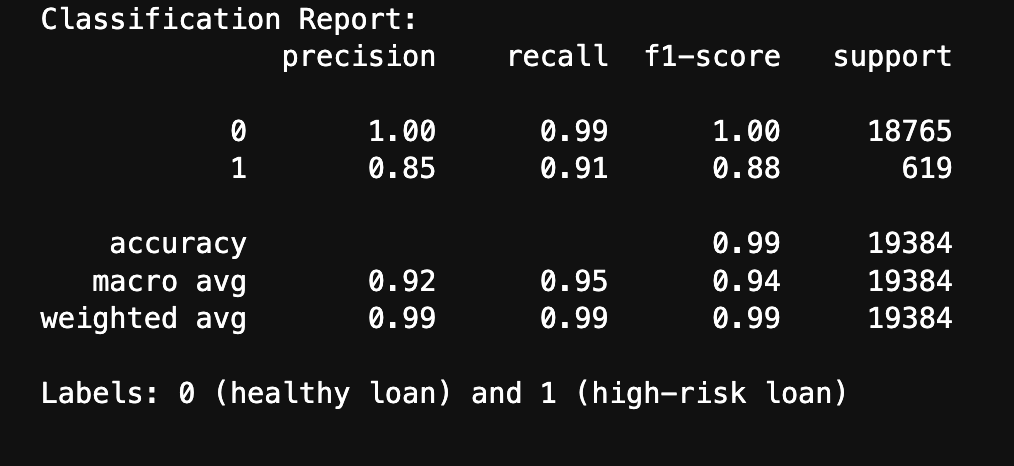 Classification Report:
precision recall f1-score support
0 1.00 0.99 1.00 18765
1 0.85 0.91 0.88 619
accuracy 0.99 19384
macro avg 0.92 0.95 0.94 19384
weighted avg 0.99 0.99 0.99 19384
Labels: 0 (healthy loan) and 1 (high-risk loan)